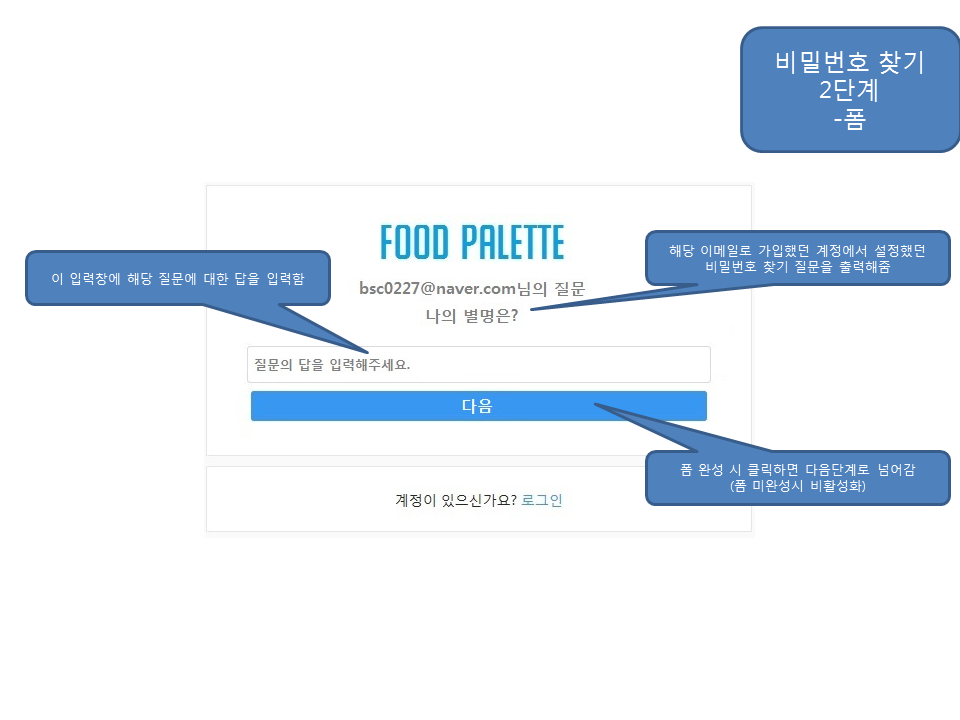 비밀번호 찾기
2단계
-폼
FOOD PALETTE
해당 이메일로 가입했던 계정에서 설정했던
비밀번호 찾기 질문을 출력해줌
이 입력창에 해당 질문에 대한 답을 입력함
bsc0227@naver.com님의 질문
나의 별명은?
질문의 답을 입력해주세요.
다음
폼 완성 시 클릭하면 다음단계로 넘어감
(폼 미완성시 비활성화)
계정이 있으신가요? 로그인